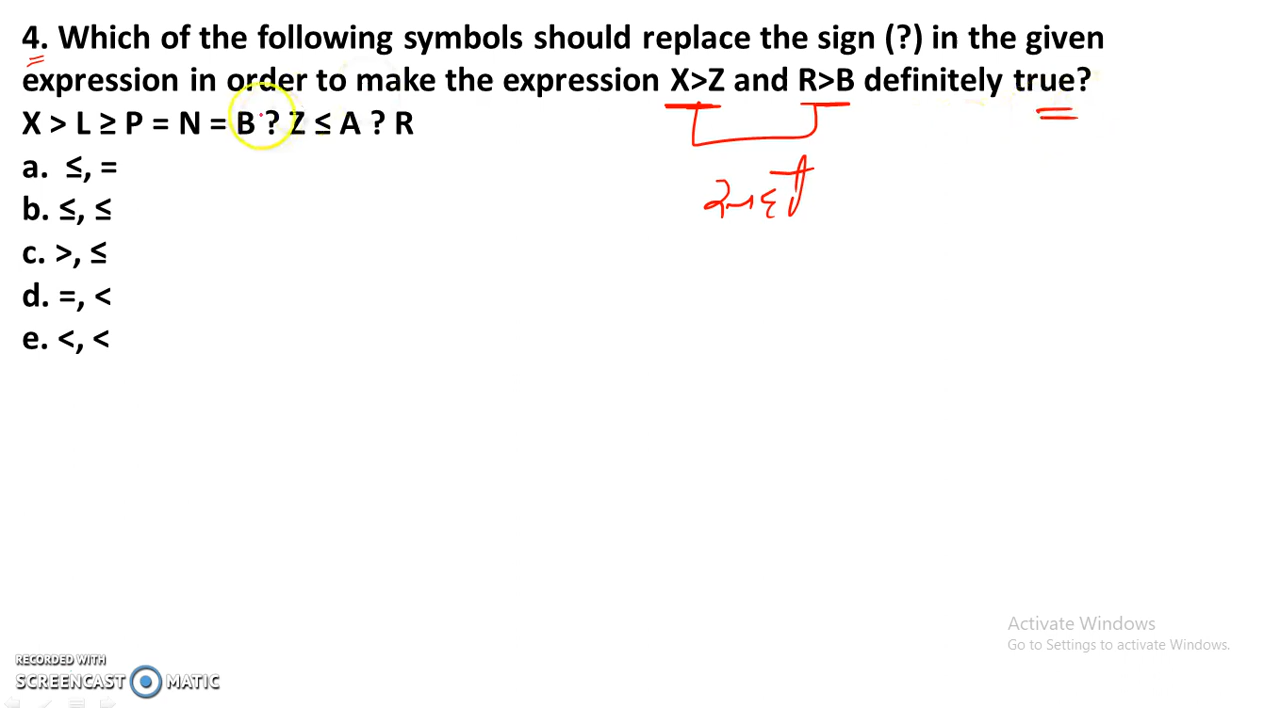 4. Which of the following symbols should replace the sign (?) in the given
expression in order to make the expression X>Z and R>B definitely true?
X > L ≥ P = N = B ? Z ≤ A ? R
a. ≤, =
b. ≤, ≤
c. >, ≤
d. =, <
e. <, <
Activate Windows
Go to Settings to activate Windows.
RECORDED WITH
SCREENCAST MATIC